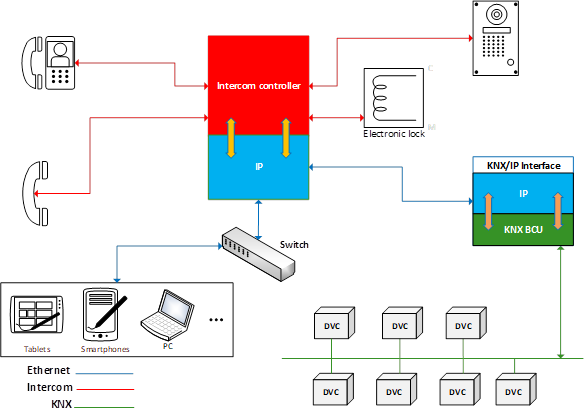 Intercom controller
C
Electronic lock
IP
KNX/IP Interface
IP
KNX BCU
Switch
Tablets
Smartphones
PC
...
DVC DVC DVC
DVC DVC DVC DVC
Ethernet
Intercom
KNX